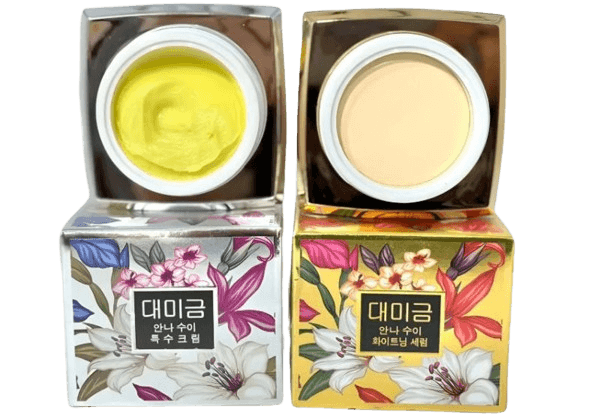 대미금
안나 수이
특수크림
대미금
안나 수이
화이트닝 세럼